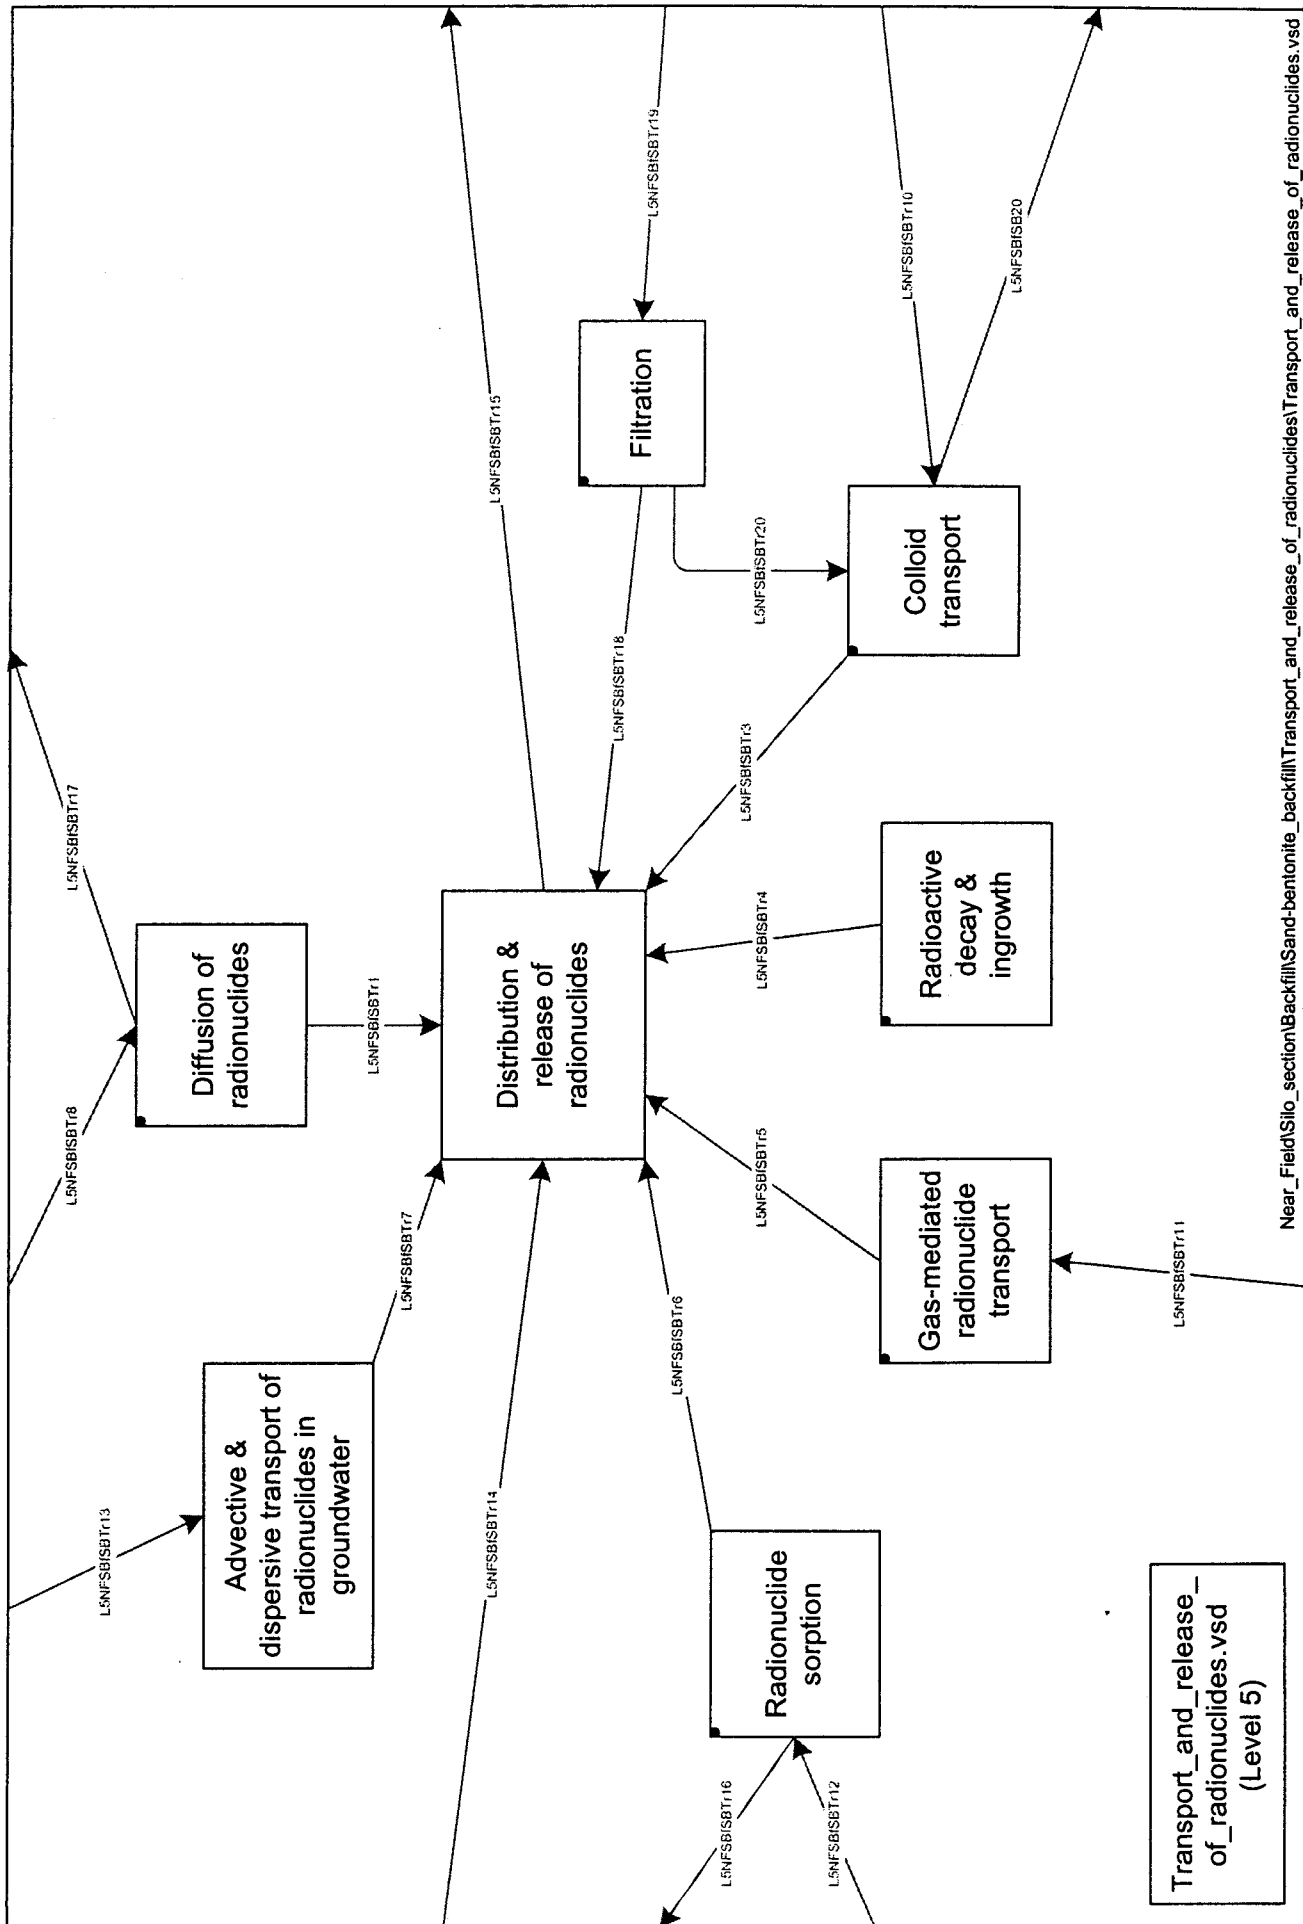 L5NFSBfSBTr13
L5NFSBfSBTr8
L5NFSBfSBTr17
Advective &
dispersive transport of
radionuclides in
groundwater
Diffusion of
radionuclides
L5NFSBfSBTr7
L5NFSBfSBTr1
L5NFSBfSBTr14
L5NFSBfSBTr15
Distribution &
release of
radionuclides
L5NFSBfSBTr18
Filtration
L5NFSBfSBTr19
L5NFSBfSBTr6
L5NFSBfSBTr16
L5NFSBfSBTr12
Radionuclide
sorption
L5NFSBfSBTr5
L5NFSBfSBTr4
L5NFSBfSBTr3
L5NFSBfSBTr20
Gas-mediated
radionuclide
transport
Radioactive
decay &
ingrowth
Colloid
transport
L5NFSBfSBTr10
L5NFSBfSB20
L5NFSBfSBTr11
Transport_and_release_
of_radionuclides.vsd
(Level 5)
Near_Field\Silo_section\Backfill\Sand-bentonite_backfill\Transport_and_release_of_radionuclides\Transport_and_release_of_radionuclides.vsd